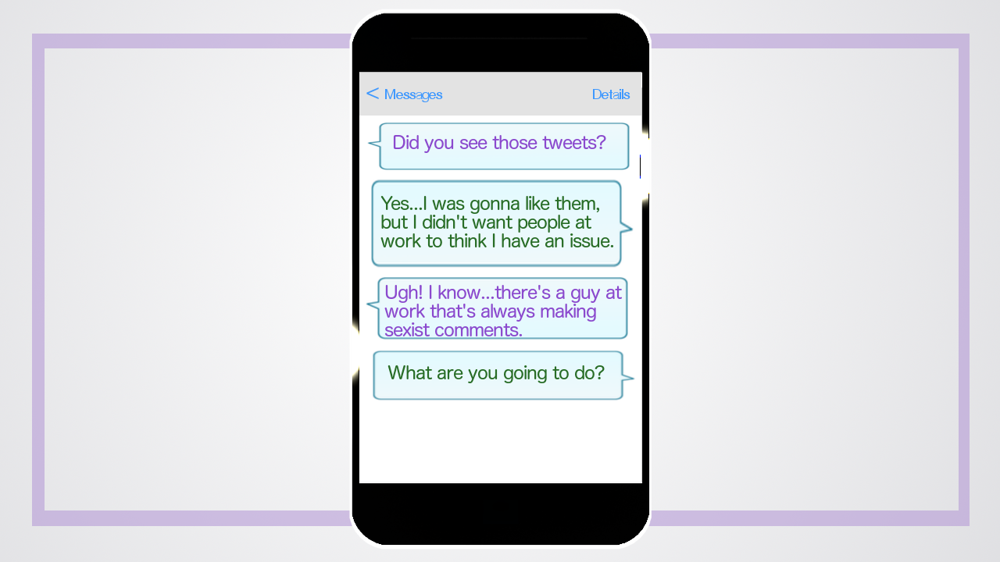 < Messages Details
Did you see those tweets?
Yes...I was gonna like them,
but I didn't want people at
work to think I have an issue.
Ugh! I know...there's a guy at
work that's always making
sexist comments.
What are you going to do?